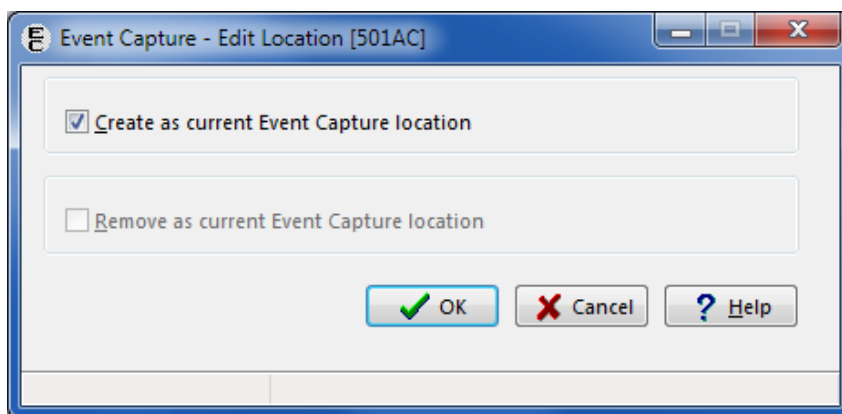 EC Event Capture - Edit Location [501AC]
Create as current Event Capture location
Remove as current Event Capture location
OK Cancel ? Help